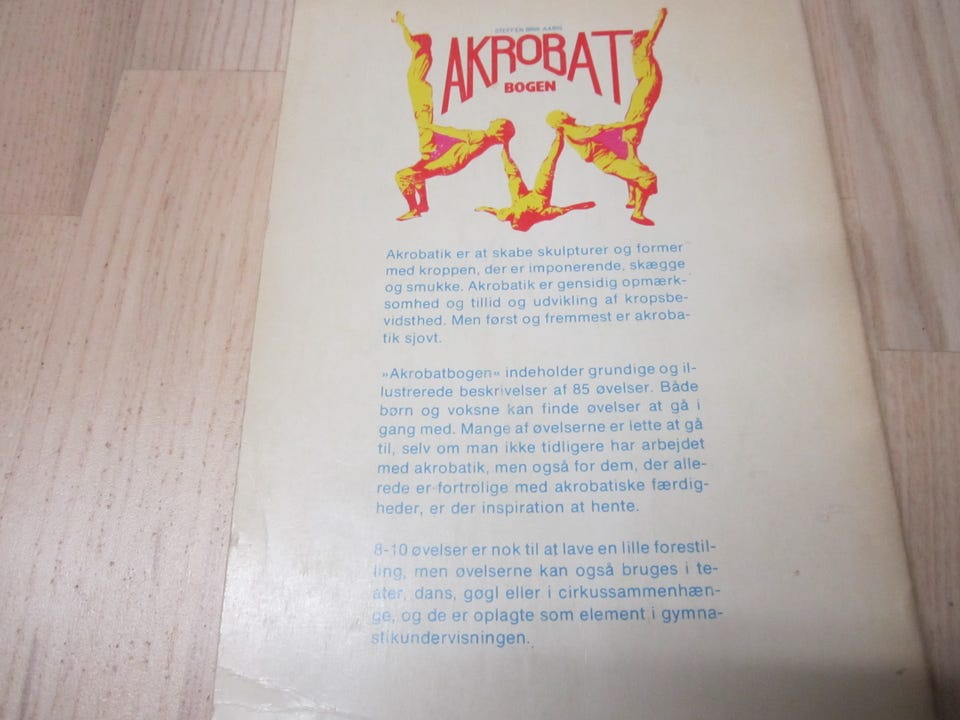 STEFFEN BRIK AABIG
AKROBAT
BOGEN
Akrobatik er at skabe skulpturer og former
med kroppen, der er imponerende, skægge
og smukke. Akrobatik er gensidig opmærk-
somhed og tillid og udvikling af kropsbe-
vidsthed. Men først og fremmest er akroba-
tik sjovt.
»Akrobatbogen« indeholder grundige og il-
lustrerede beskrivelser af 85 øvelser. Både
børn og voksne kan finde øvelser at gå i
gang med. Mange af øvelserne er lette at gå
til, selv om man ikke tidligere har arbejdet
med akrobatik, men også for dem, der alle-
rede er fortrolige med akrobatiske færdig-
heder, er der inspiration at hente.
8-10 øvelser er nok til at lave en lille forestil-
ling, men øvelserne kan også bruges i te-
ater, dans, gøgl eller i cirkussammenhæn-
ge, og de er oplagte som element i gymna-
stikundervisningen.